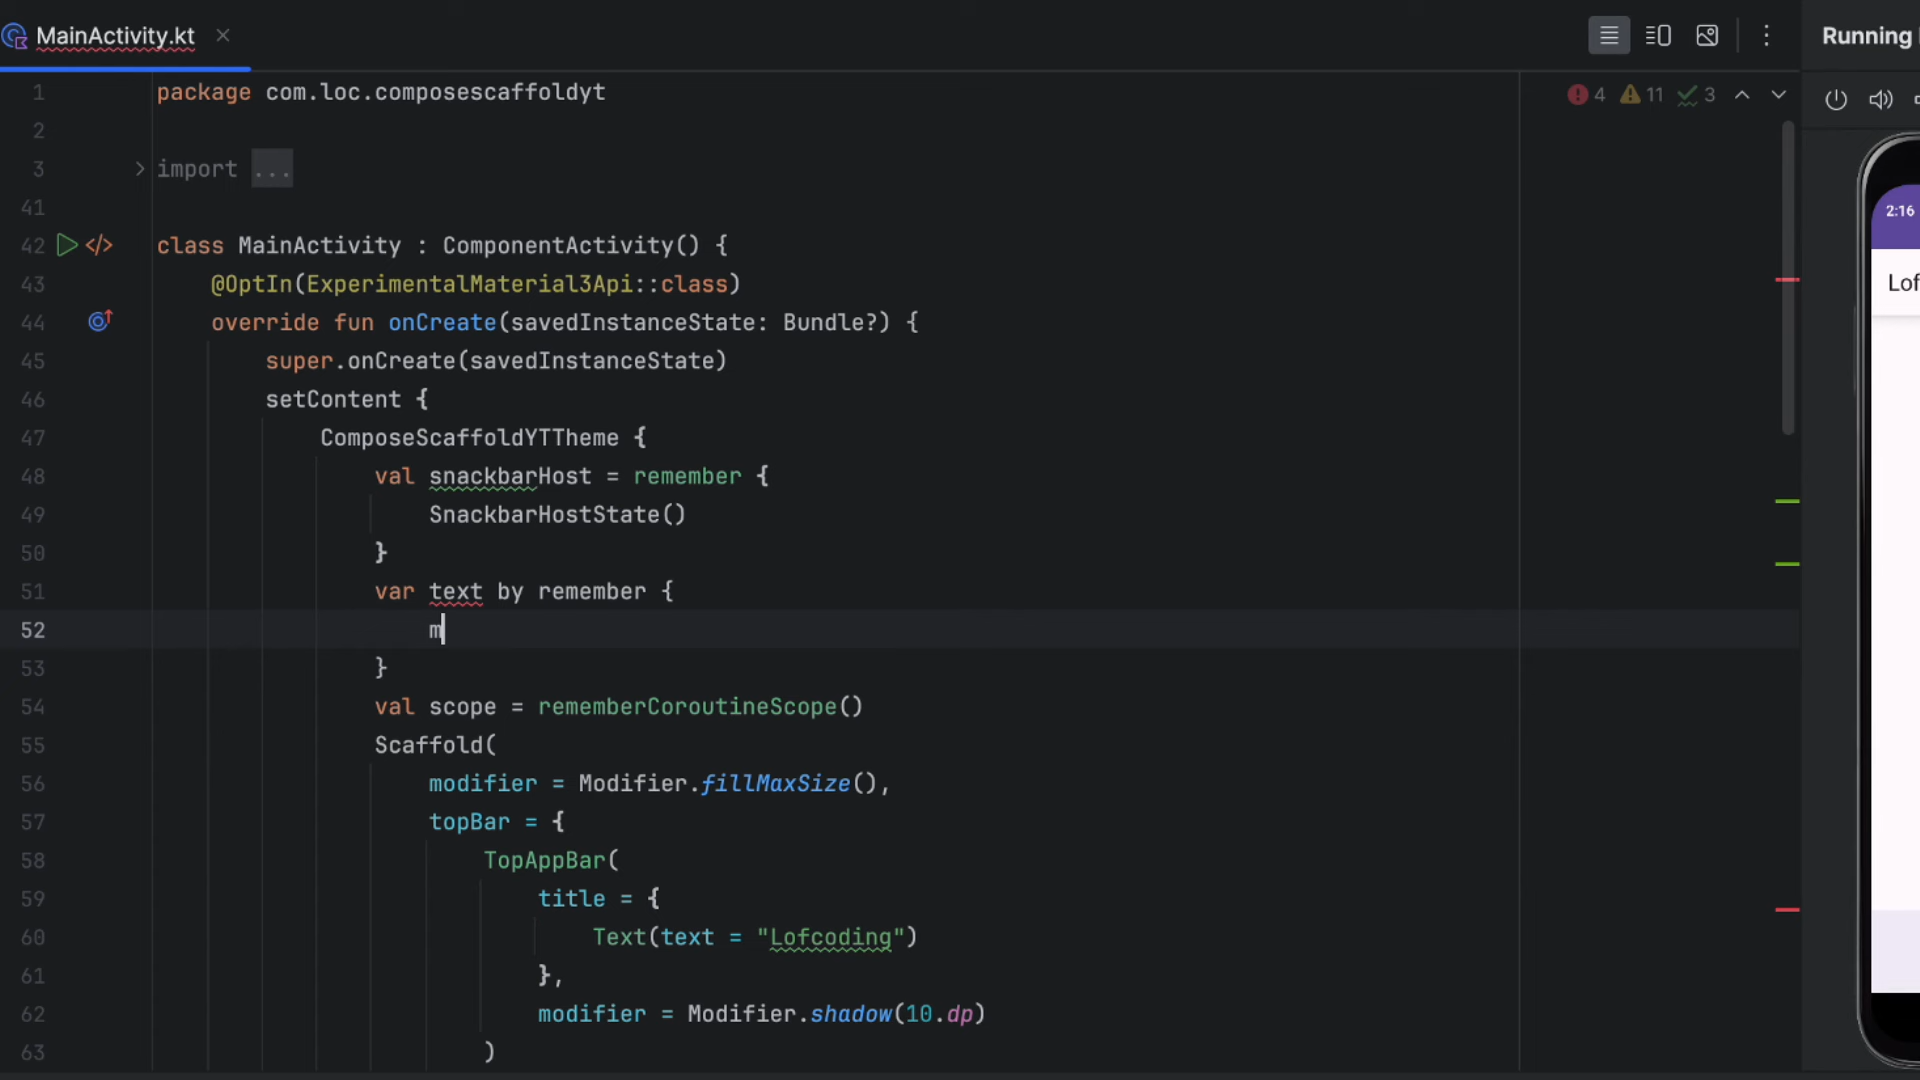 MainActivity.kt
Running
1 package com.loc.composescaffoldyt
4 11 3
2
3 import ...
41
42 class MainActivity : ComponentActivity() {
43 @OptIn(ExperimentalMaterial3Api::class)
44 override fun onCreate(savedInstanceState: Bundle?) {
45 super.onCreate(savedInstanceState)
46 setContent {
47 ComposeScaffoldYTTheme {
48 val snackbarHost = remember {
49 SnackbarHostState()
50 }
51 var text by remember {
52 m
53 }
54 val scope = rememberCoroutineScope()
55 Scaffold(
56 modifier = Modifier.fillMaxSize(),
57 topBar = {
58 TopAppBar(
59 title = {
60 Text(text = "Lofcoding")
61 },
62 modifier = Modifier.shadow(10.dp)
63 )
2:16
Lof